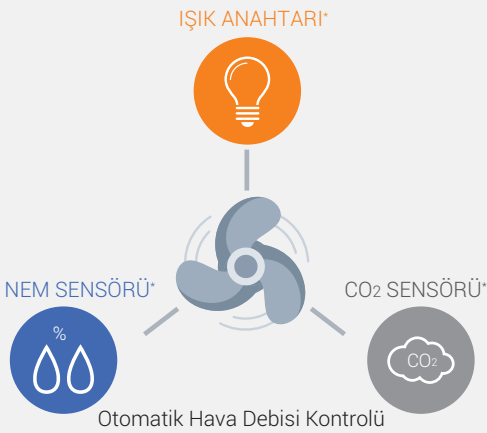 IŞIK ANAHTARI*
NEM SENSÖRÜ*
CO₂ SENSÖRÜ*
%
CO₂
Otomatik Hava Debisi Kontrolü